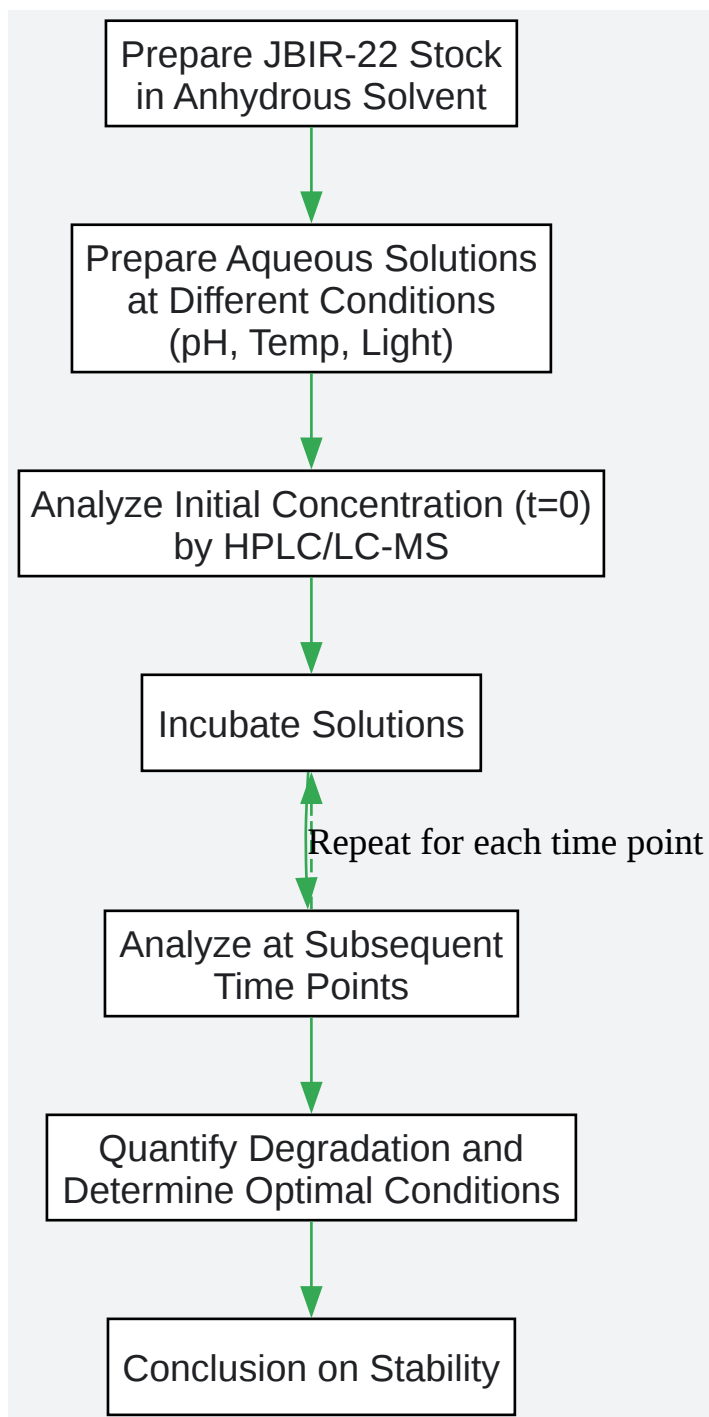 Prepare JBIR-22 Stock
in Anhydrous Solvent
Prepare Aqueous Solutions
at Different Conditions
(pH, Temp, Light)
Analyze Initial Concentration (t=0)
by HPLC/LC-MS
Incubate Solutions
Repeat for each time point
Analyze at Subsequent
Time Points
Quantify Degradation and
Determine Optimal Conditions
Conclusion on Stability